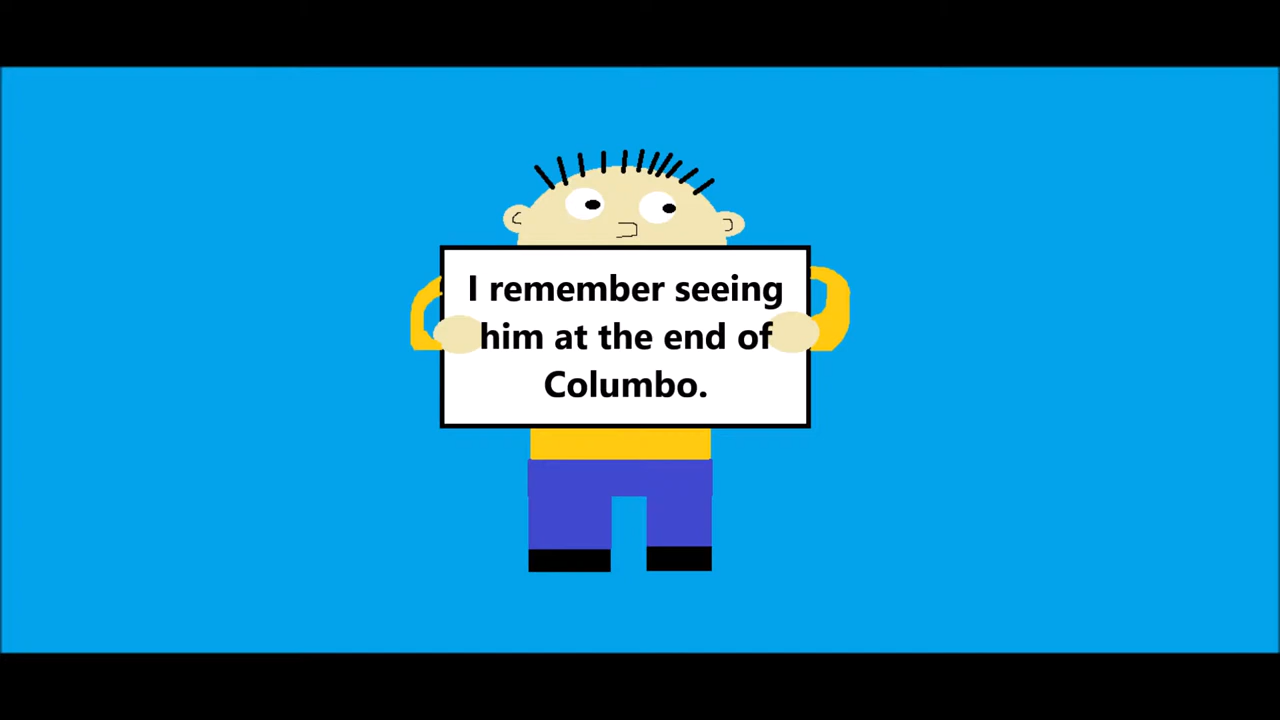 I remember seeing
him at the end of
Columbo.